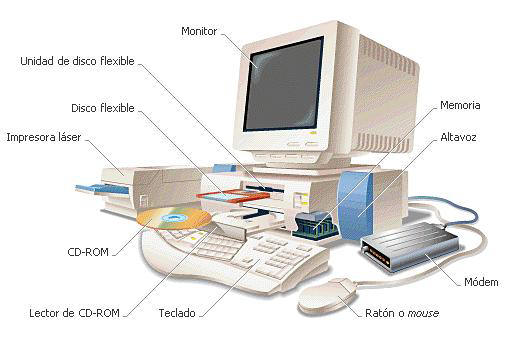 Monitor
Unidad de disco flexible
Disco flexible
Memoria
Impresora láser
Altavoz
CD-ROM
Módem
Lector de CD-ROM
Teclado
Ratón o mouse